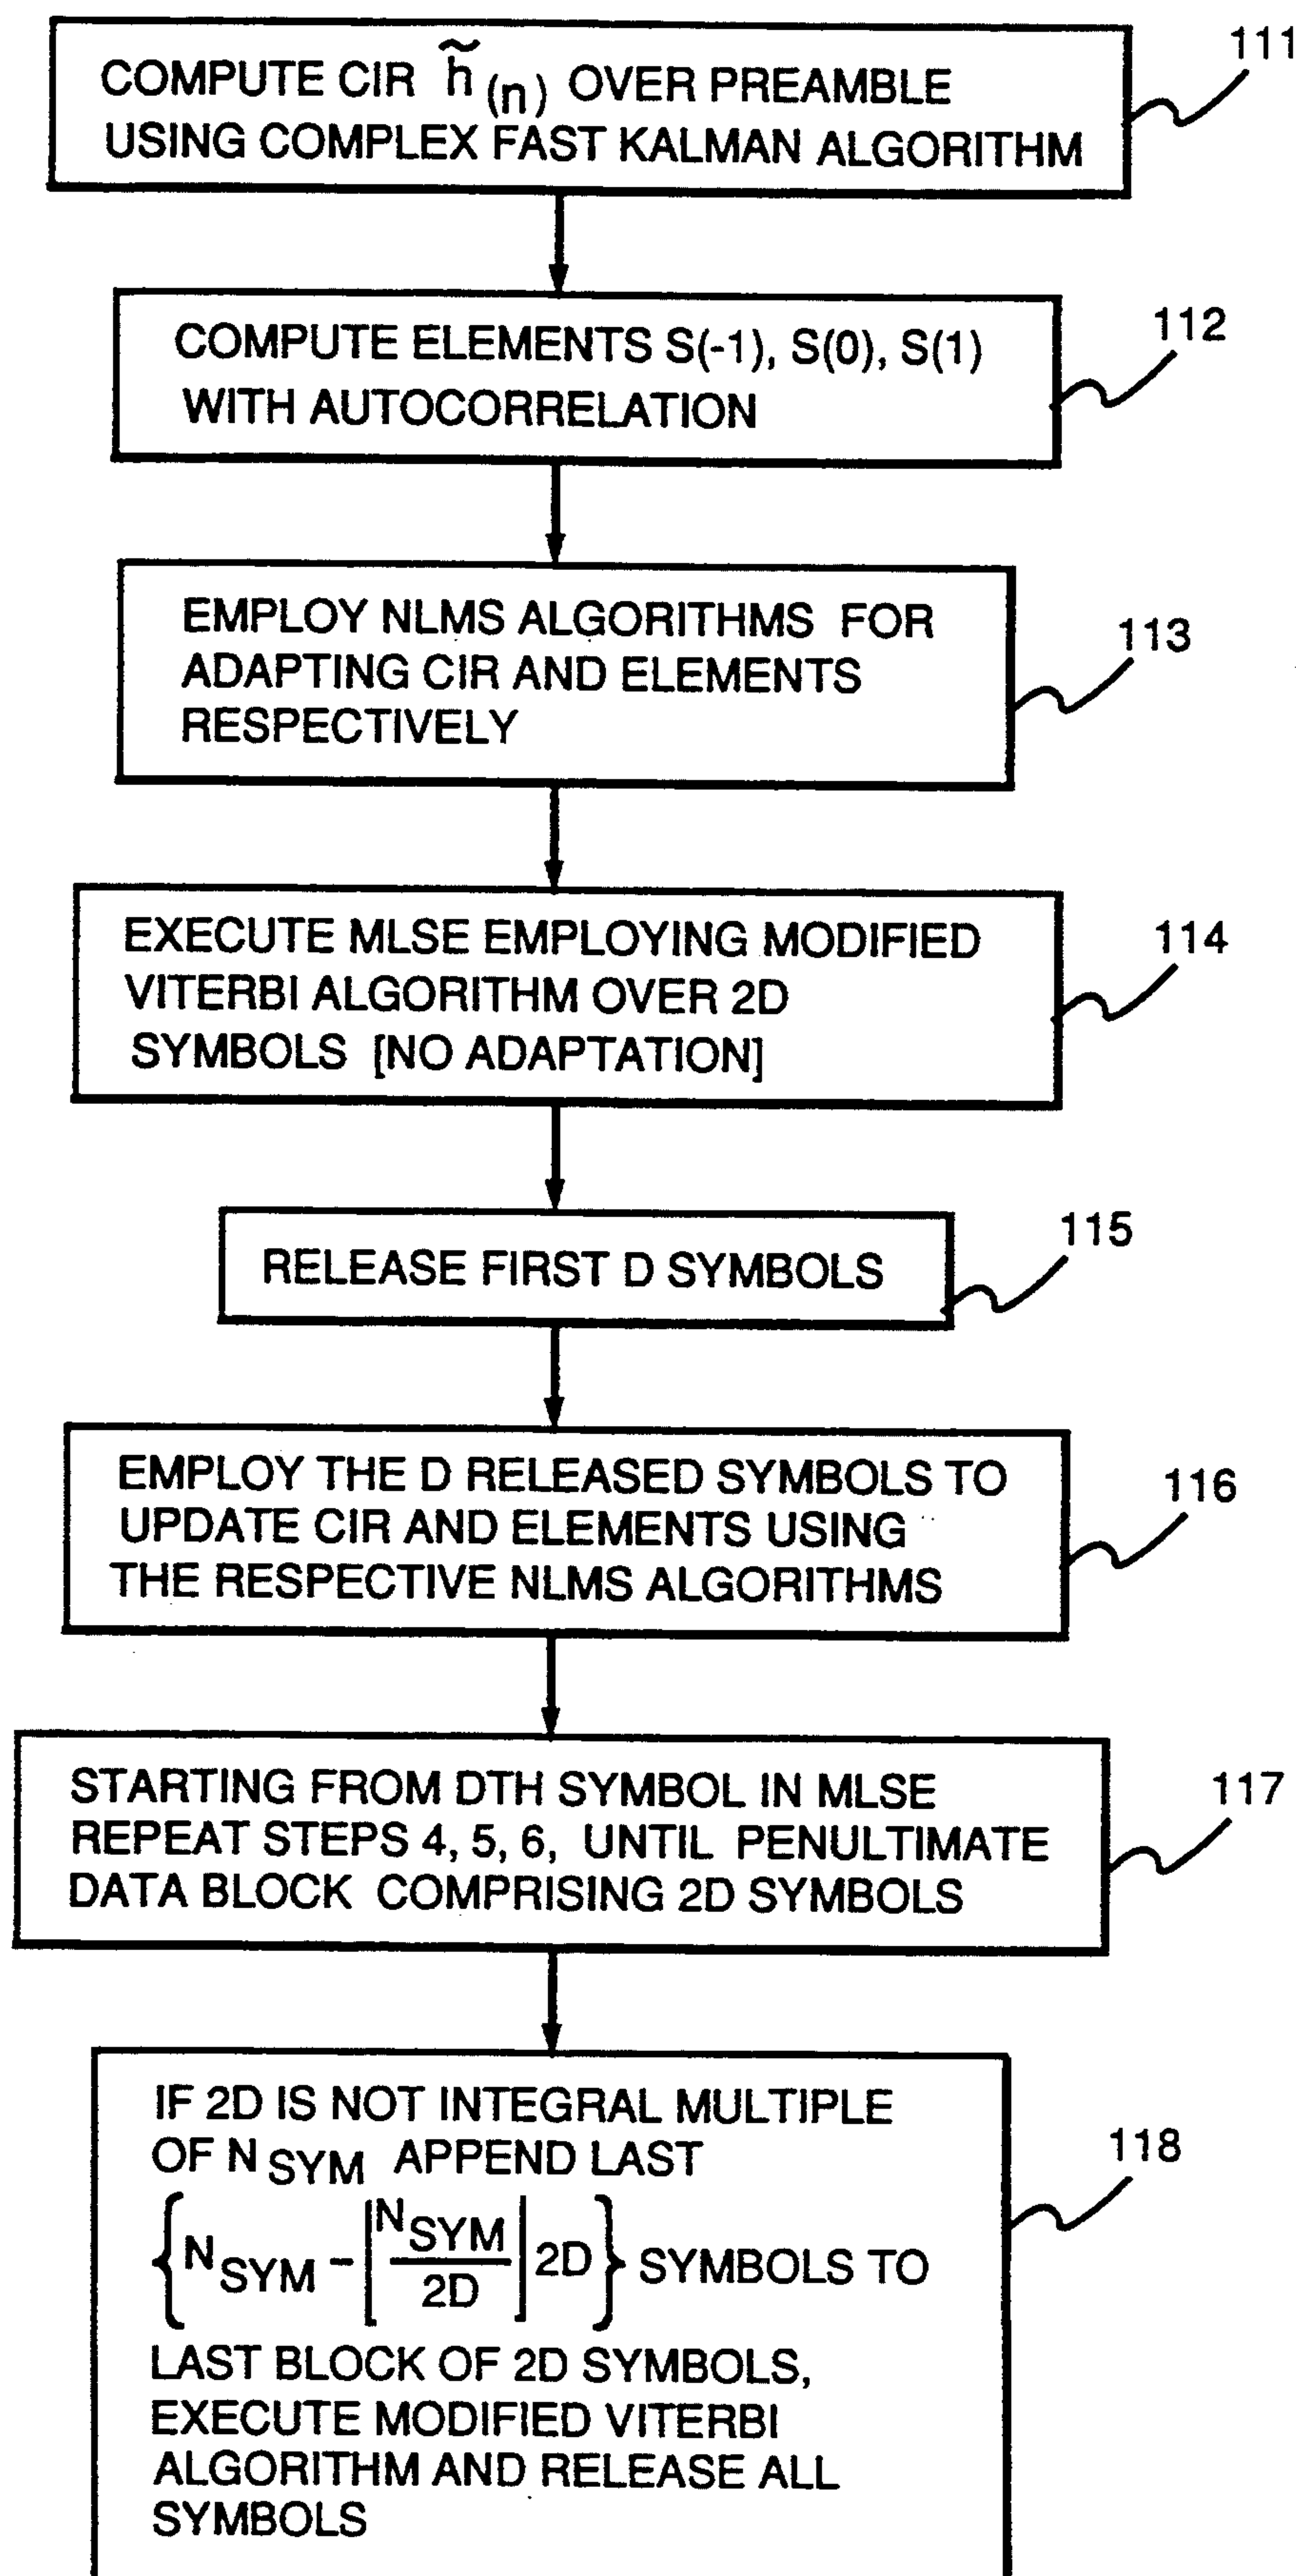 111
COMPUTE CIR h̃(n) OVER PREAMBLE
USING COMPLEX FAST KALMAN ALGORITHM
112
COMPUTE ELEMENTS S(-1), S(0), S(1)
WITH AUTOCORRELATION
113
EMPLOY NLMS ALGORITHMS FOR
ADAPTING CIR AND ELEMENTS
RESPECTIVELY
114
EXECUTE MLSE EMPLOYING MODIFIED
VITERBI ALGORITHM OVER 2D
SYMBOLS [NO ADAPTATION]
115
RELEASE FIRST D SYMBOLS
116
EMPLOY THE D RELEASED SYMBOLS TO
UPDATE CIR AND ELEMENTS USING
THE RESPECTIVE NLMS ALGORITHMS
117
STARTING FROM DTH SYMBOL IN MLSE
REPEAT STEPS 4, 5, 6, UNTIL PENULTIMATE
DATA BLOCK COMPRISING 2D SYMBOLS
118
IF 2D IS NOT INTEGRAL MULTIPLE
OF N SYM APPEND LAST
{N SYM - ⌊N SYM / 2D⌋ 2D} SYMBOLS TO
LAST BLOCK OF 2D SYMBOLS,
EXECUTE MODIFIED VITERBI
ALGORITHM AND RELEASE ALL
SYMBOLS